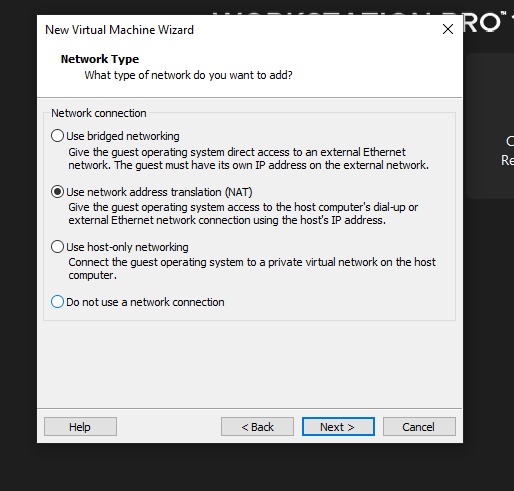 WORKSTATION PRO™
New Virtual Machine Wizard
Network Type
What type of network do you want to add?
Network connection
Use bridged networking
Give the guest operating system direct access to an external Ethernet
network. The guest must have its own IP address on the external network.
Use network address translation (NAT)
Give the guest operating system access to the host computer's dial-up or
external Ethernet network connection using the host's IP address.
Use host-only networking
Connect the guest operating system to a private virtual network on the host
computer.
Do not use a network connection
Help
< Back
Next >
Cancel